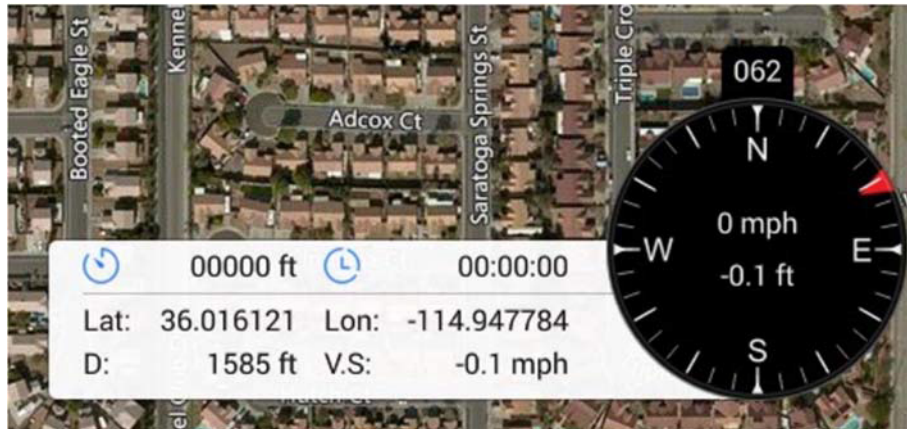 Booted Eagle St
Kennel
Adcox Ct
Saratoga Springs St
Triple Cro
062
N
W
E
S
0 mph
-0.1 ft
00000 ft
00:00:00
Lat: 36.016121 Lon: -114.947784
D: 1585 ft V.S: -0.1 mph